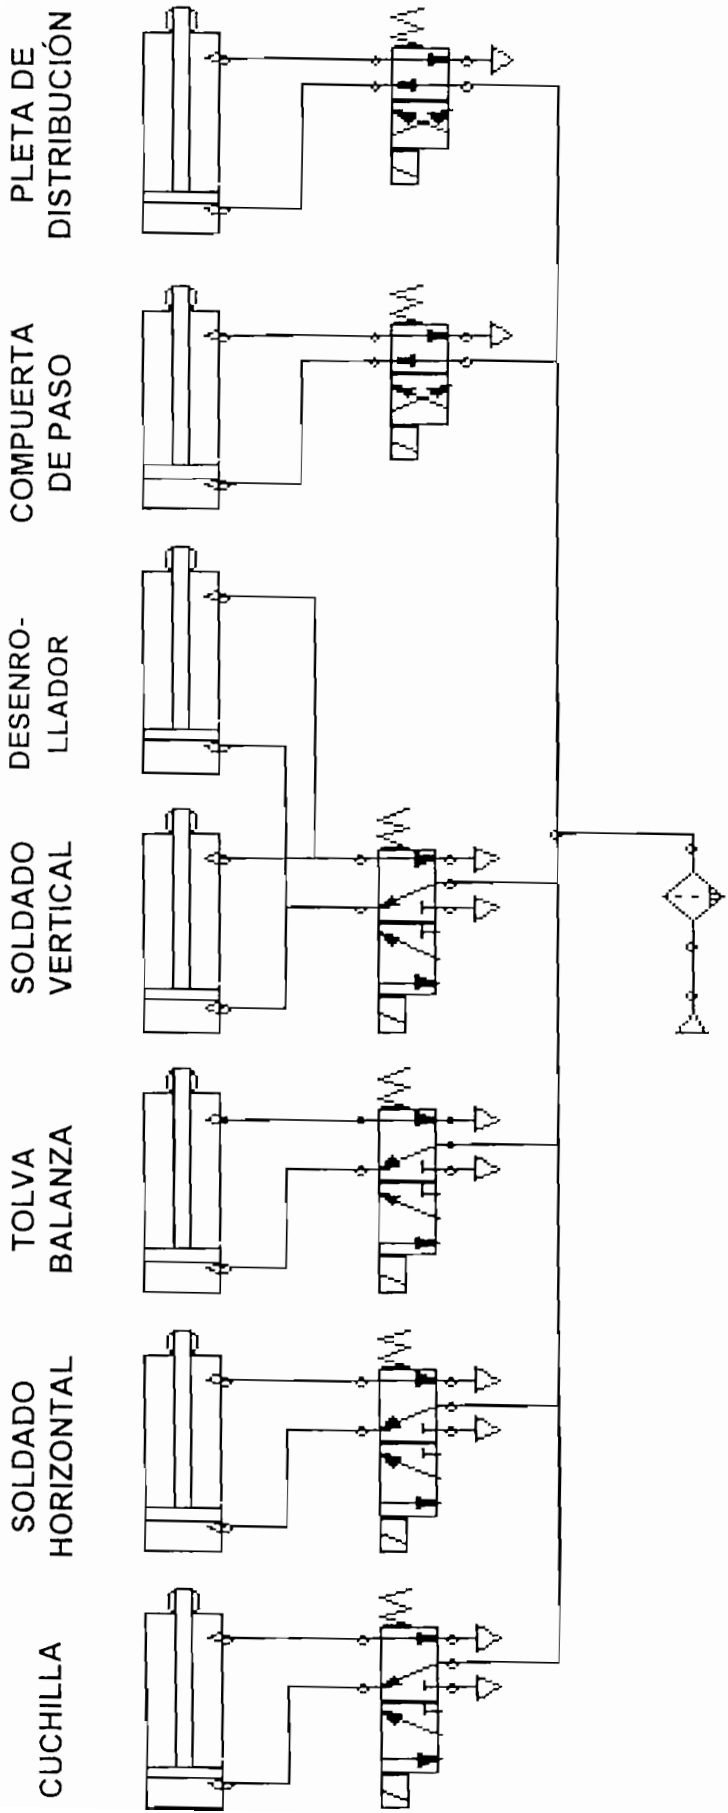 PLETA DE
DISTRIBUCIÓN
COMPUERTA
DE PASO
DESENRO-
LLADOR
SOLDADO
VERTICAL
TOLVA
BALANZA
SOLDADO
HORIZONTAL
CUCHILLA